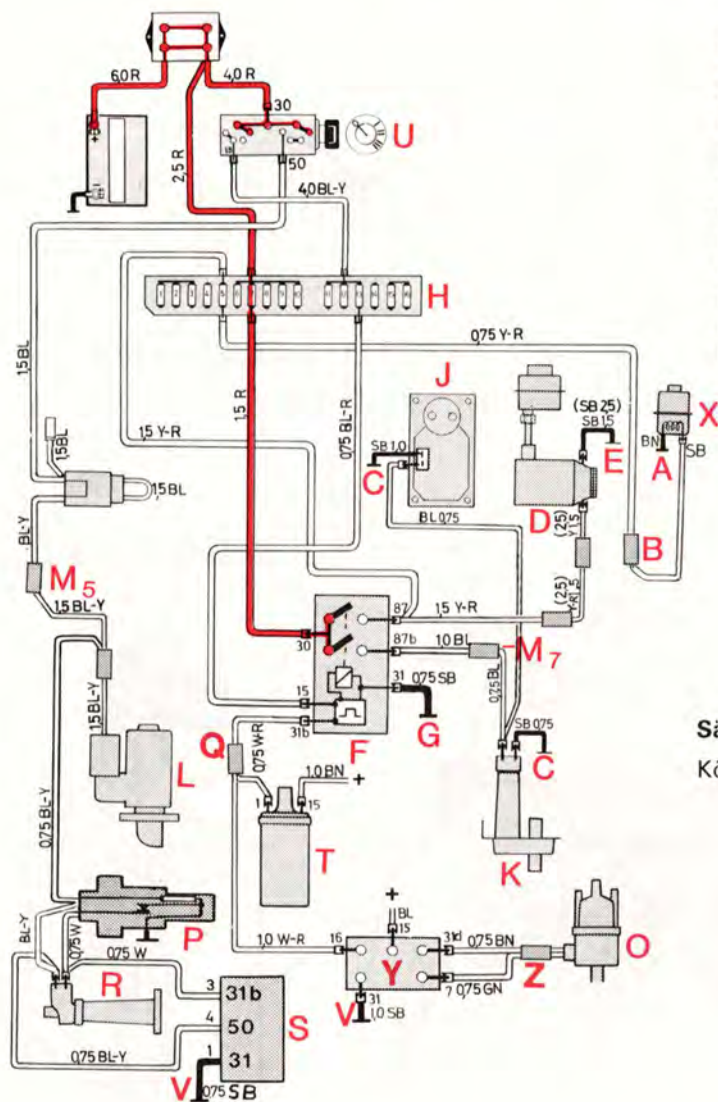 6,0 R
4,0 R
30
U
+
2,5 R
15
50
4,0 BL-Y
H
0,75 Y-R
1,5 BL
1,5 R
1,5 Y-R
0,75 BL-R
J
(SB 2,5)
SB 1,5
X
SB 1,0
C
E
BN
A
SB
1,5 BL
1,5 BL
D
BL 0,75
(2,5)
Y 1,5
B
BL-Y
M5
1,5 BL-Y
(2,5)
Y-R 1,5
87
1,5 Y-R
30
87b
1,0 BL
M7
31
0,75 SB
0,75 BL
15
31b
G
SB 0,75
C
Q
F
1,5 BL-Y
L
0,75 W-R
1,0 BN
+
1
15
T
K
0,75 BL-Y
P
+
BL
15
O
BL-Y
0,75 W
1,0 W-R
16
31d
0,75 BN
Y
Z
R
0,75 W
3
31b
S
V
31
1,0 SB
7
0,75 GN
4
50
0,75 BL-Y
1
31
V
0,75 SB